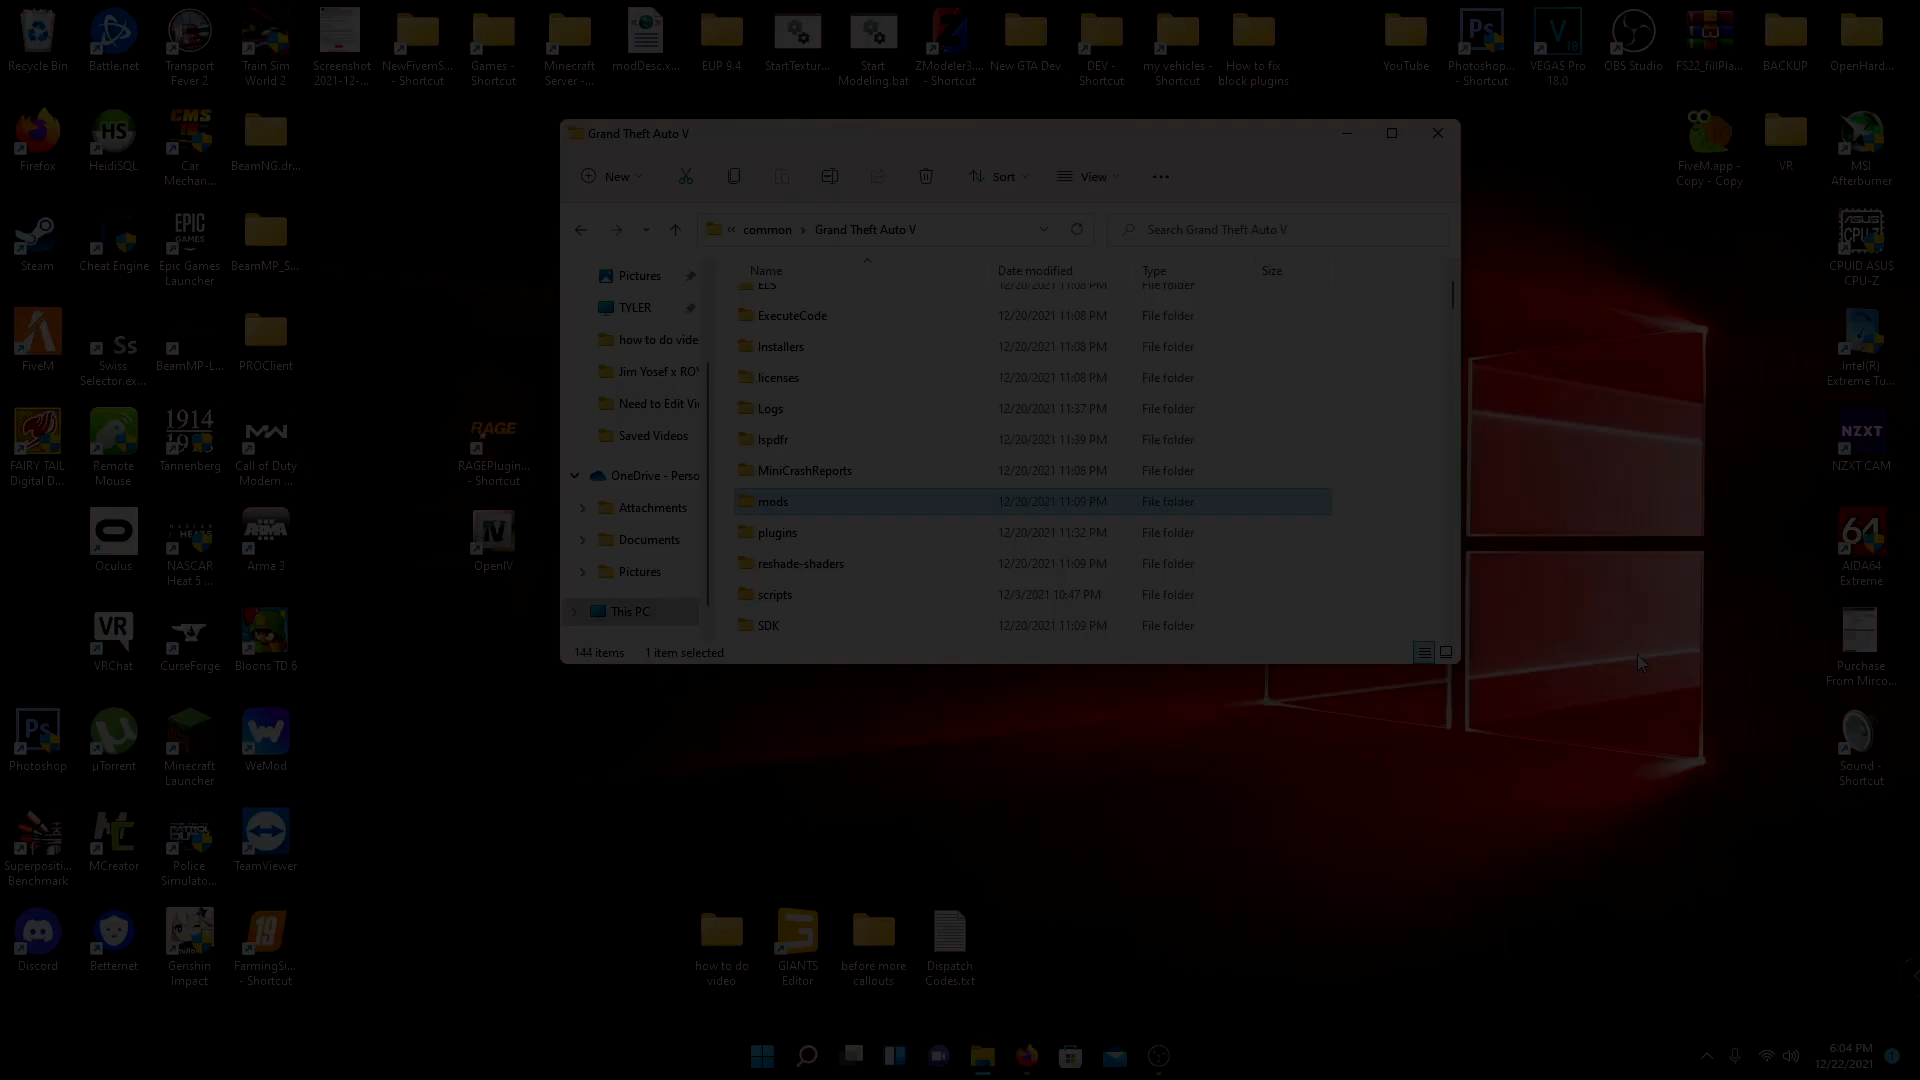 Recycle Bin
Battle.net
Transport
Fever 2
Train Sim
World 2
Screenshot
2021-12-...
NewFivemS...
- Shortcut
Games -
Shortcut
Minecraft
Server -...
modDesc.x...
EUP 9.4
StartTextur...
Start
Modeling.bat
ZModeler3....
- Shortcut
New GTA Dev
DEV -
Shortcut
my vehicles -
Shortcut
How to fix
block plugins
YouTube
Photoshop...
- Shortcut
VEGAS Pro
18.0
OBS Studio
FS22_fillPla...
BACKUP
OpenHard...
Firefox
HeidiSQL
Car
Mechan...
BeamNG.dr...
FiveM.app -
Copy - Copy
VR
MSI
Afterburner
Steam
Cheat Engine
Epic Games
Launcher
BeamMP_S...
CPUID ASUS
CPU-Z
FiveM
Swiss
Selector.ex...
BeamMP-L...
PROClient
Intel(R)
Extreme Tu...
FAIRY TAIL
Digital D...
Remote
Mouse
Tannenberg
Call of Duty
Modern ...
RAGEPlugin...
- Shortcut
NZXT CAM
Oculus
NASCAR
Heat 5 ...
Arma 3
OpenIV
AIDA64
Extreme
VRChat
CurseForge
Bloons TD 6
Purchase
From Mirco...
Photoshop
µTorrent
Minecraft
Launcher
WeMod
Sound -
Shortcut
Superpositi...
Benchmark
MCreator
Police
Simulato...
TeamViewer
Discord
Betternet
Genshin
Impact
FarmingSi...
- Shortcut
how to do
video
GIANTS
Editor
before more
callouts
Dispatch
Codes.txt
Grand Theft Auto V
New
Sort
View
common > Grand Theft Auto V
Search Grand Theft Auto V
Pictures
TYLER
how to do vide
Jim Yosef x RO
Need to Edit Vi
Saved Videos
OneDrive - Perso
Attachments
Documents
Pictures
This PC
Name Date modified Type Size
ELS 12/20/2021 11:08 PM File folder
ExecuteCode 12/20/2021 11:08 PM File folder
Installers 12/20/2021 11:08 PM File folder
licenses 12/20/2021 11:08 PM File folder
Logs 12/20/2021 11:37 PM File folder
lspdfr 12/20/2021 11:39 PM File folder
MiniCrashReports 12/20/2021 11:08 PM File folder
mods 12/20/2021 11:09 PM File folder
plugins 12/20/2021 11:32 PM File folder
reshade-shaders 12/20/2021 11:09 PM File folder
scripts 12/3/2021 10:47 PM File folder
SDK 12/20/2021 11:09 PM File folder
144 items 1 item selected
6:04 PM
12/22/2021